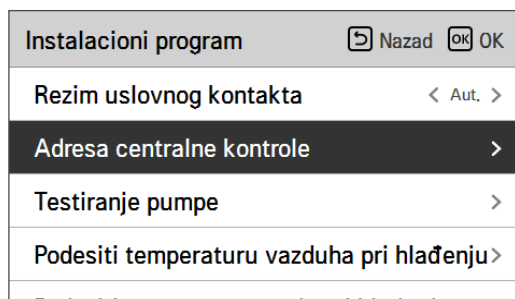 Instalacioni program Nazad OK OK
Rezim uslovnog kontakta < Aut. >
Adresa centralne kontrole >
Testiranje pumpe >
Podesiti temperaturu vazduha pri hlađenju >